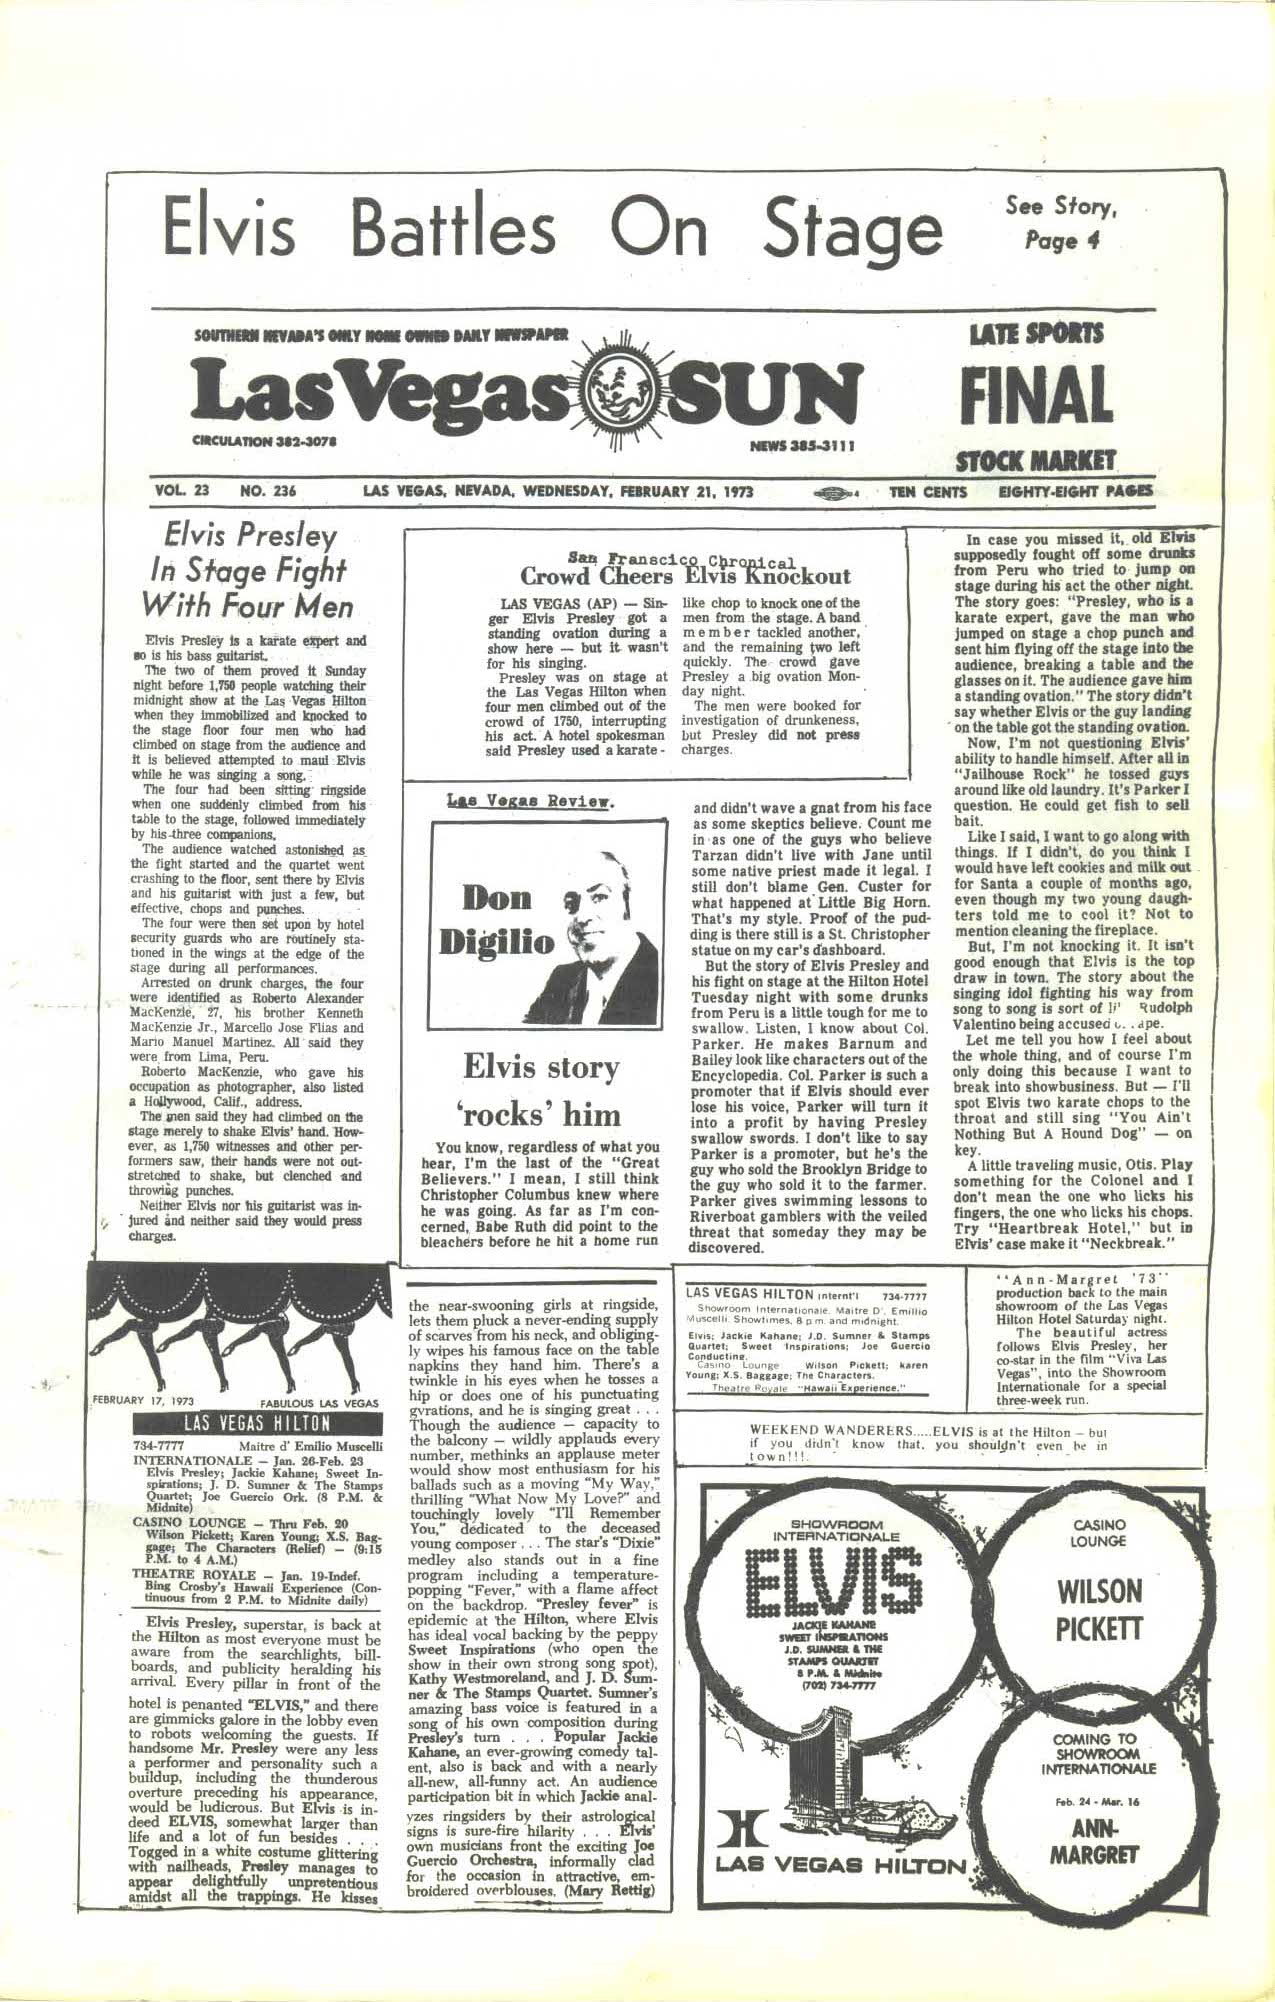 Elvis Battles On Stage
See Story,
Page 4
SOUTHERN NEVADA'S ONLY HOME OWNED DAILY NEWSPAPER
Las Vegas SUN
CIRCULATION 382-3078
NEWS 385-3111
LATE SPORTS
FINAL
STOCK MARKET
VOL. 23 NO. 236 LAS VEGAS, NEVADA, WEDNESDAY, FEBRUARY 21, 1973 4 TEN CENTS EIGHTY-EIGHT PAGES
Elvis Presley
In Stage Fight
With Four Men
Elvis Presley is a karate expert and
so is his bass guitarist.
The two of them proved it Sunday
night before 1,750 people watching their
midnight show at the Las Vegas Hilton
when they immobilized and knocked to
the stage floor four men who had
climbed on stage from the audience and
it is believed attempted to maul Elvis
while he was singing a song.
The four had been sitting ringside
when one suddenly climbed from his
table to the stage, followed immediately
by his three companions.
The audience watched astonished as
the fight started and the quartet went
crashing to the floor, sent there by Elvis
and his guitarist with just a few, but
effective, chops and punches.
The four were then set upon by hotel
security guards who are routinely sta-
tioned in the wings at the edge of the
stage during all performances.
Arrested on drunk charges, the four
were identified as Roberto Alexander
MacKenzie, 27, his brother Kenneth
MacKenzie Jr., Marcello Jose Flias and
Mario Manuel Martinez. All said they
were from Lima, Peru.
Roberto MacKenzie, who gave his
occupation as photographer, also listed
a Hollywood, Calif., address.
The men said they had climbed on the
stage merely to shake Elvis' hand. How-
ever, as 1,750 witnesses and other per-
formers saw, their hands were not out-
stretched to shake, but clenched and
throwing punches.
Neither Elvis nor his guitarist was in-
jured and neither said they would press
charges.
San Franscico Chronical
Crowd Cheers Elvis Knockout
LAS VEGAS (AP) — Sin-
ger Elvis Presley got a
standing ovation during a
show here — but it wasn't
for his singing.
Presley was on stage at
the Las Vegas Hilton when
four men climbed out of the
crowd of 1750, interrupting
his act. A hotel spokesman
said Presley used a karate-
like chop to knock one of the
men from the stage. A band
member tackled another,
and the remaining two left
quickly. The crowd gave
Presley a big ovation Mon-
day night.
The men were booked for
investigation of drunkeness,
but Presley did not press
charges.
Las Vegas Review.
Don
Digilio
Elvis story
'rocks' him
You know, regardless of what you
hear, I'm the last of the "Great
Believers." I mean, I still think
Christopher Columbus knew where
he was going. As far as I'm con-
cerned, Babe Ruth did point to the
bleachers before he hit a home run
and didn't wave a gnat from his face
as some skeptics believe. Count me
in as one of the guys who believe
Tarzan didn't live with Jane until
some native priest made it legal. I
still don't blame Gen. Custer for
what happened at Little Big Horn.
That's my style. Proof of the pud-
ding is there still is a St. Christopher
statue on my car's dashboard.
But the story of Elvis Presley and
his fight on stage at the Hilton Hotel
Tuesday night with some drunks
from Peru is a little tough for me to
swallow. Listen, I know about Col.
Parker. He makes Barnum and
Bailey look like characters out of the
Encyclopedia. Col. Parker is such a
promoter that if Elvis should ever
lose his voice, Parker will turn it
into a profit by having Presley
swallow swords. I don't like to say
Parker is a promoter, but he's the
guy who sold the Brooklyn Bridge to
the guy who sold it to the farmer.
Parker gives swimming lessons to
Riverboat gamblers with the veiled
threat that someday they may be
discovered.
In case you missed it, old Elvis
supposedly fought off some drunks
from Peru who tried to jump on
stage during his act the other night.
The story goes: "Presley, who is a
karate expert, gave the man who
jumped on stage a chop punch and
sent him flying off the stage into the
audience, breaking a table and the
glasses on it. The audience gave him
a standing ovation." The story didn't
say whether Elvis or the guy landing
on the table got the standing ovation.
Now, I'm not questioning Elvis'
ability to handle himself. After all in
"Jailhouse Rock" he tossed guys
around like old laundry. It's Parker I
question. He could get fish to sell
bait.
Like I said, I want to go along with
things. If I didn't, do you think I
would have left cookies and milk out
for Santa a couple of months ago,
even though my two young daugh-
ters told me to cool it? Not to
mention cleaning the fireplace.
But, I'm not knocking it. It isn't
good enough that Elvis is the top
draw in town. The story about the
singing idol fighting his way from
song to song is sort of Rudolph
Valentino being accused
Let me tell you how I feel about
the whole thing, and of course I'm
only doing this because I want to
break into showbusiness. But — I'll
spot Elvis two karate chops to the
throat and still sing "You Ain't
Nothing But A Hound Dog" — on
key.
A little traveling music, Otis. Play
something for the Colonel and I
don't mean the one who licks his
fingers, the one who licks his chops.
Try "Heartbreak Hotel," but in
Elvis' case make it "Neckbreak."
FEBRUARY 17, 1973 FABULOUS LAS VEGAS
LAS VEGAS HILTON
734-7777 Maitre d' Emilio Muscelli
INTERNATIONALE — Jan. 26-Feb. 23
Elvis Presley; Jackie Kahane; Sweet In-
spirations; J. D. Sumner & The Stamps
Quartet; Joe Guercio Ork. (8 P.M. &
Midnite)
CASINO LOUNGE — Thru Feb. 20
Wilson Pickett; Karen Young; X.S. Bag-
gage; The Characters (Relief) — (9:15
P.M. to 4 A.M.)
THEATRE ROYALE — Jan. 19-Indef.
Bing Crosby's Hawaii Experience (Con-
tinuous from 2 P.M. to Midnite daily)
Elvis Presley, superstar, is back at
the Hilton as most everyone must be
aware from the searchlights, bill-
boards, and publicity heralding his
arrival. Every pillar in front of the
hotel is penanted "ELVIS," and there
are gimmicks galore in the lobby even
to robots welcoming the guests. If
handsome Mr. Presley were any less
a performer and personality such a
buildup, including the thunderous
overture preceding his appearance,
would be ludicrous. But Elvis is in-
deed ELVIS, somewhat larger than
life and a lot of fun besides . . .
Togged in a white costume glittering
with nailheads, Presley manages to
appear delightfully unpretentious
amidst all the trappings. He kisses
the near-swooning girls at ringside,
lets them pluck a never-ending supply
of scarves from his neck, and obliging-
ly wipes his famous face on the table
napkins they hand him. There's a
twinkle in his eyes when he tosses a
hip or does one of his punctuating
gyrations, and he is singing great . . .
Though the audience — capacity to
the balcony — wildly applauds every
number, methinks an applause meter
would show most enthusiasm for his
ballads such as a moving "My Way,"
thrilling "What Now My Love?" and
touchingly lovely "I'll Remember
You," dedicated to the deceased
young composer . . . The star's "Dixie"
medley also stands out in a fine
program including a temperature-
popping "Fever," with a flame affect
on the backdrop. "Presley fever" is
epidemic at the Hilton, where Elvis
has ideal vocal backing by the peppy
Sweet Inspirations (who open the
show in their own strong song spot),
Kathy Westmoreland, and J. D. Sum-
ner & The Stamps Quartet. Sumner's
amazing bass voice is featured in a
song of his own composition during
Presley's turn . . . Popular Jackie
Kahane, an ever-growing comedy tal-
ent, also is back and with a nearly
all-new, all-funny act. An audience
participation bit in which Jackie anal-
yzes ringsiders by their astrological
signs is sure-fire hilarity . . . Elvis'
own musicians front the exciting Joe
Guercio Orchestra, informally clad
for the occasion in attractive, em-
broidered overblouses. (Mary Rettig)
LAS VEGAS HILTON Internt'l 734-7777
Showroom Internationale. Maitre D', Emillio
Muscelli. Showtimes, 8 p.m. and midnight.
Elvis; Jackie Kahane; J.D. Sumner & Stamps
Quartet; Sweet Inspirations; Joe Guercio
Conducting.
Casino Lounge Wilson Pickett; karen
Young; X.S. Baggage; The Characters.
Theatre Royale "Hawaii Experience."
"Ann-Margret '73"
production back to the main
showroom of the Las Vegas
Hilton Hotel Saturday night.
The beautiful actress
follows Elvis Presley, her
co-star in the film "Viva Las
Vegas", into the Showroom
Internationale for a special
three-week run.
WEEKEND WANDERERS.....ELVIS is at the Hilton — but
if you didn't know that, you shouldn't even be in
town!!!.
SHOWROOM
INTERNATIONALE
ELVIS
JACKIE KAHANE
SWEET INSPIRATIONS
J.D. SUMNER & THE
STAMPS QUARTET
8 P.M. & Midnite
(702) 734-7777
LAS VEGAS HILTON
CASINO
LOUNGE
WILSON
PICKETT
COMING TO
SHOWROOM
INTERNATIONALE
Feb. 24 - Mar. 16
ANN-
MARGRET